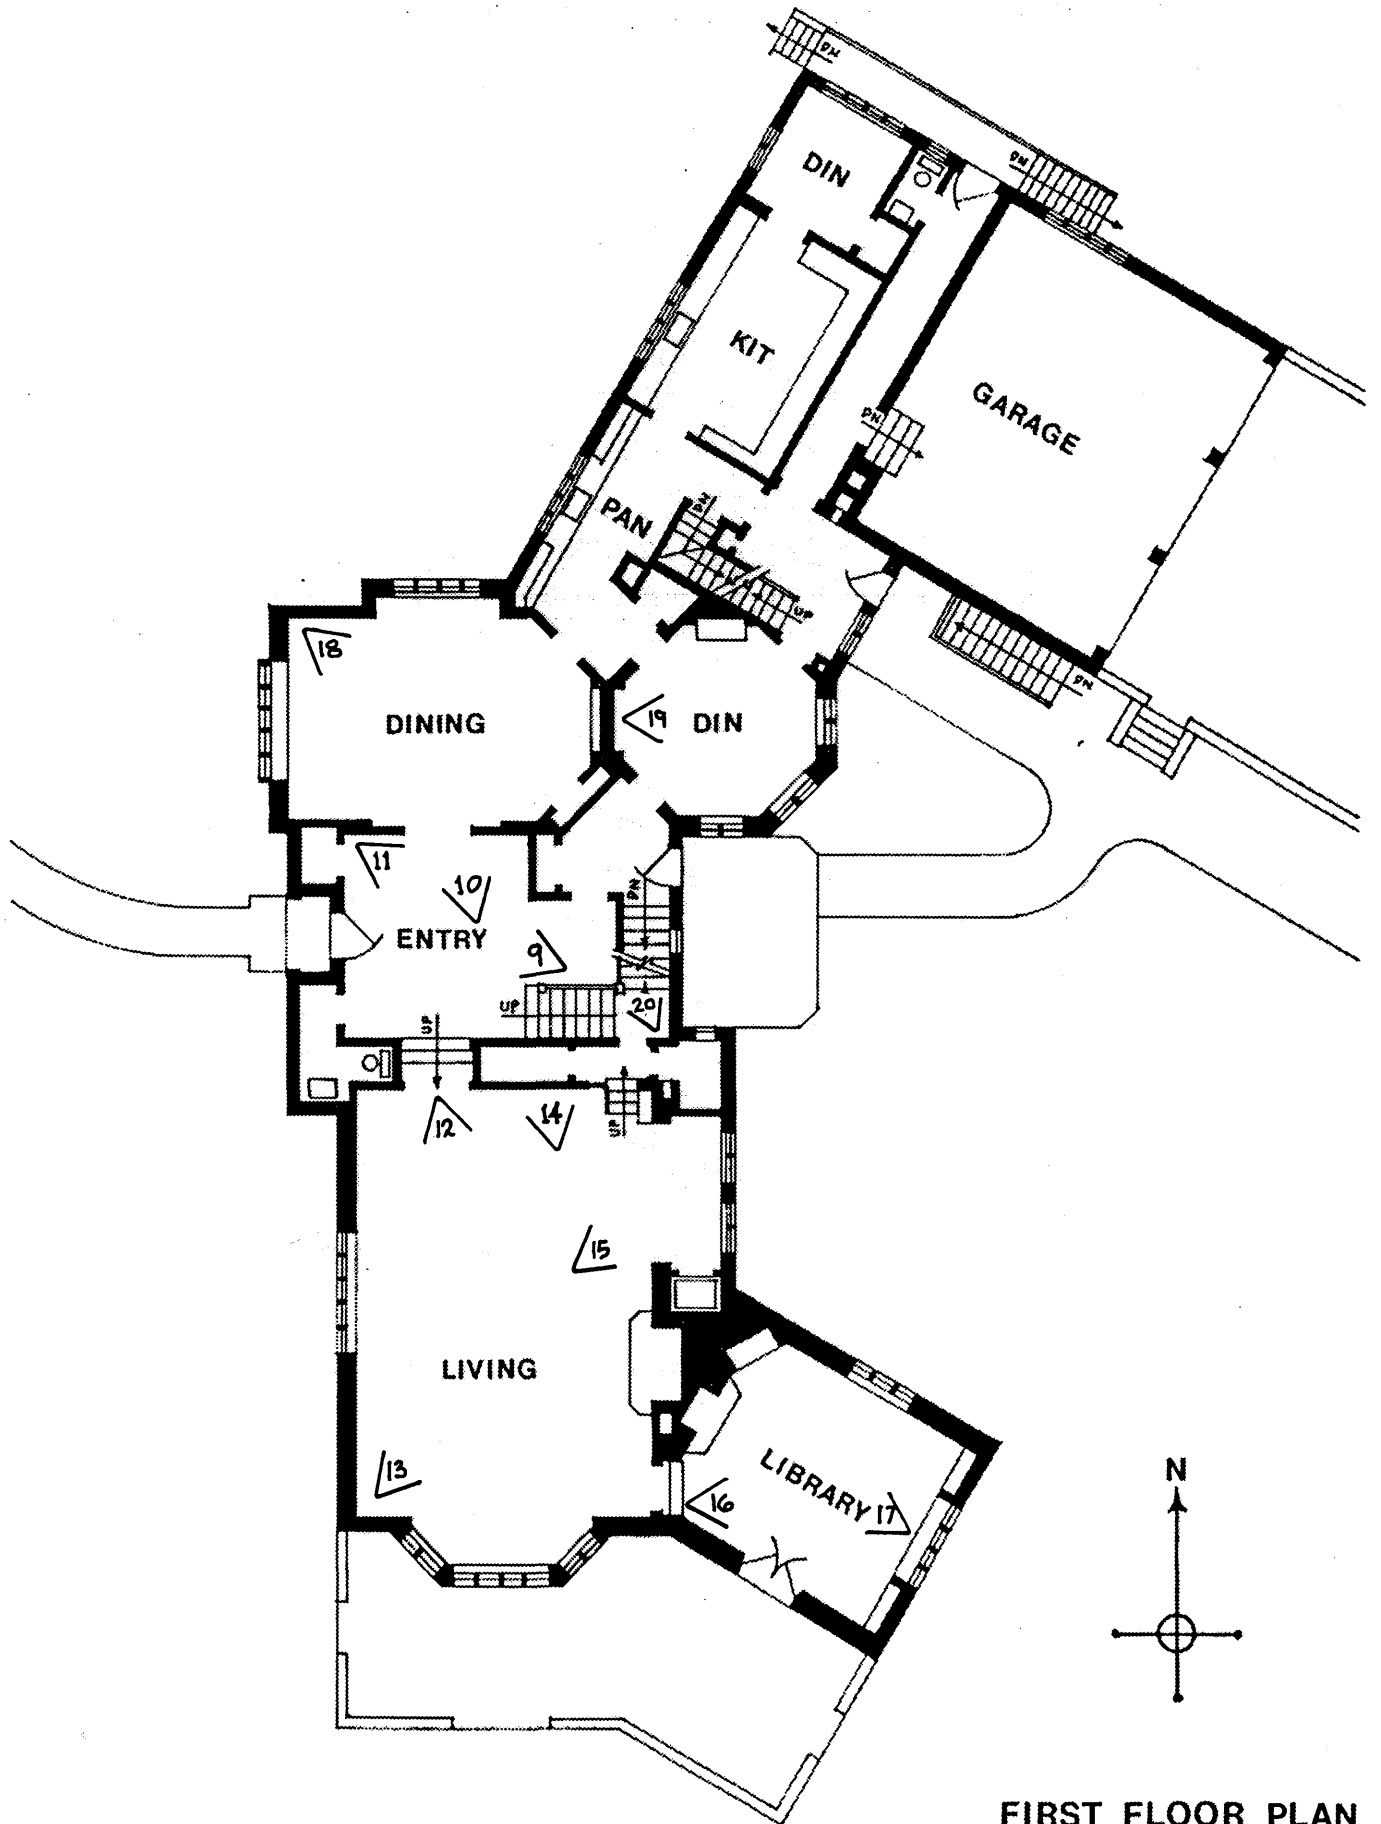 DN
DN
DIN
KIT
GARAGE
DN
DN
PAN
UP
18
DINING
19
DIN
DN
11
10
DN
ENTRY
9
UP
20
UP
12
14
UP
15
LIVING
13
LIBRARY
16
17
N
FIRST FLOOR PLAN